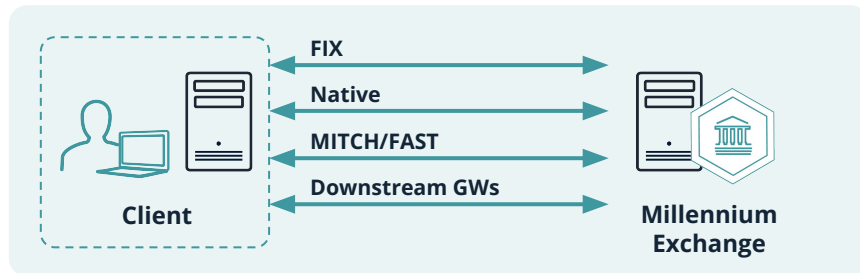 FIX
Native
MITCH/FAST
Downstream GWs
Client
Millennium
Exchange